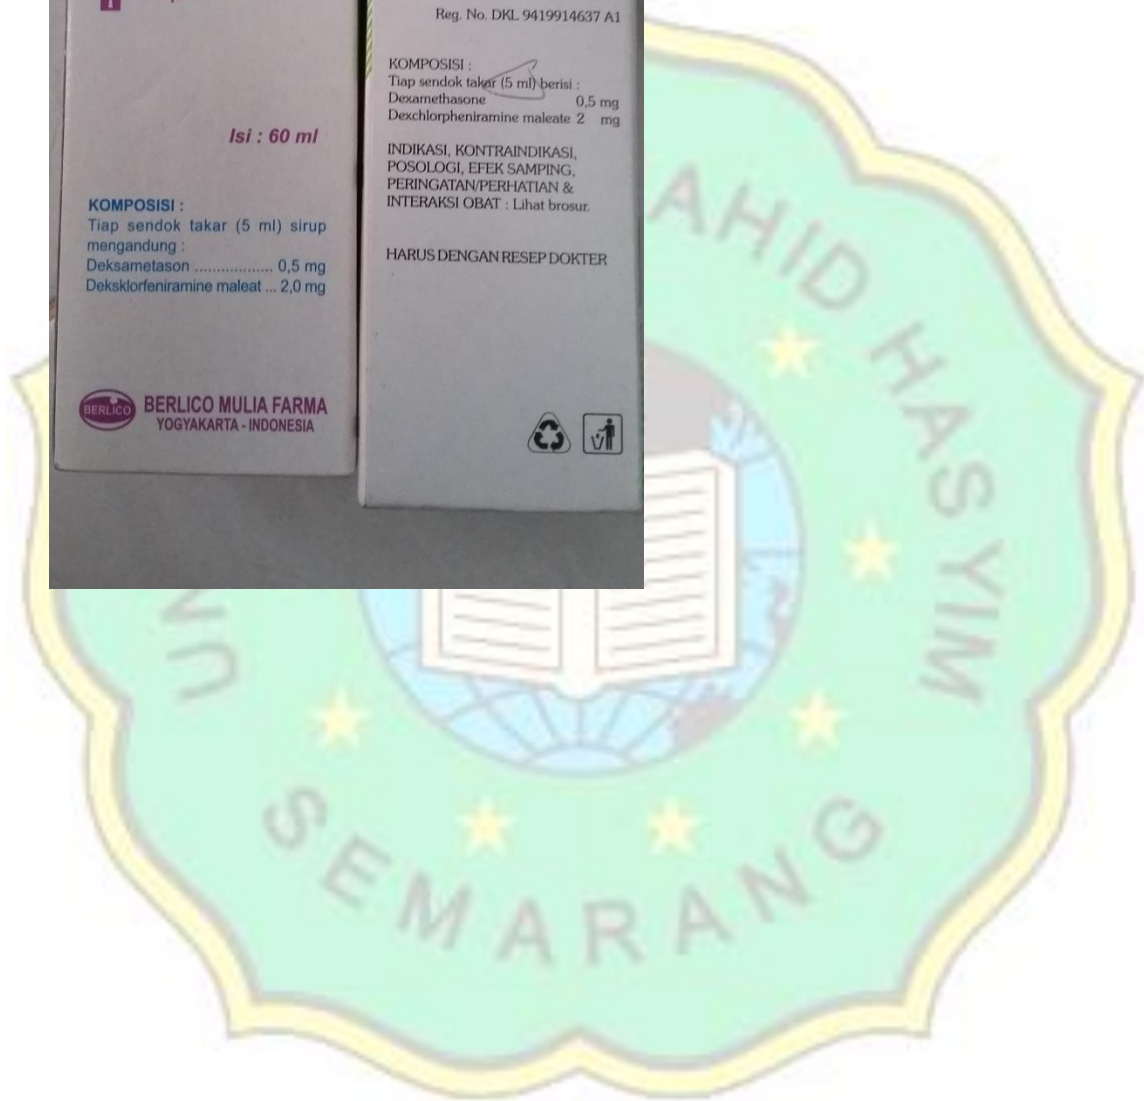 Isi : 60 ml
KOMPOSISI :
Tiap sendok takar (5 ml) sirup
mengandung :
Deksametason .................. 0,5 mg
Deksklorfeniramine maleat ... 2,0 mg
BERLICO
BERLICO MULIA FARMA
YOGYAKARTA - INDONESIA
Reg. No. DKL 9419914637 A1
KOMPOSISI :
Tiap sendok takar (5 ml) berisi :
Dexamethasone 0,5 mg
Dexchlorpheniramine maleate 2 mg
INDIKASI, KONTRAINDIKASI,
POSOLOGI, EFEK SAMPING,
PERINGATAN/PERHATIAN &
INTERAKSI OBAT : Lihat brosur.
HARUS DENGAN RESEP DOKTER
AHID HASYIM
SEMARANG